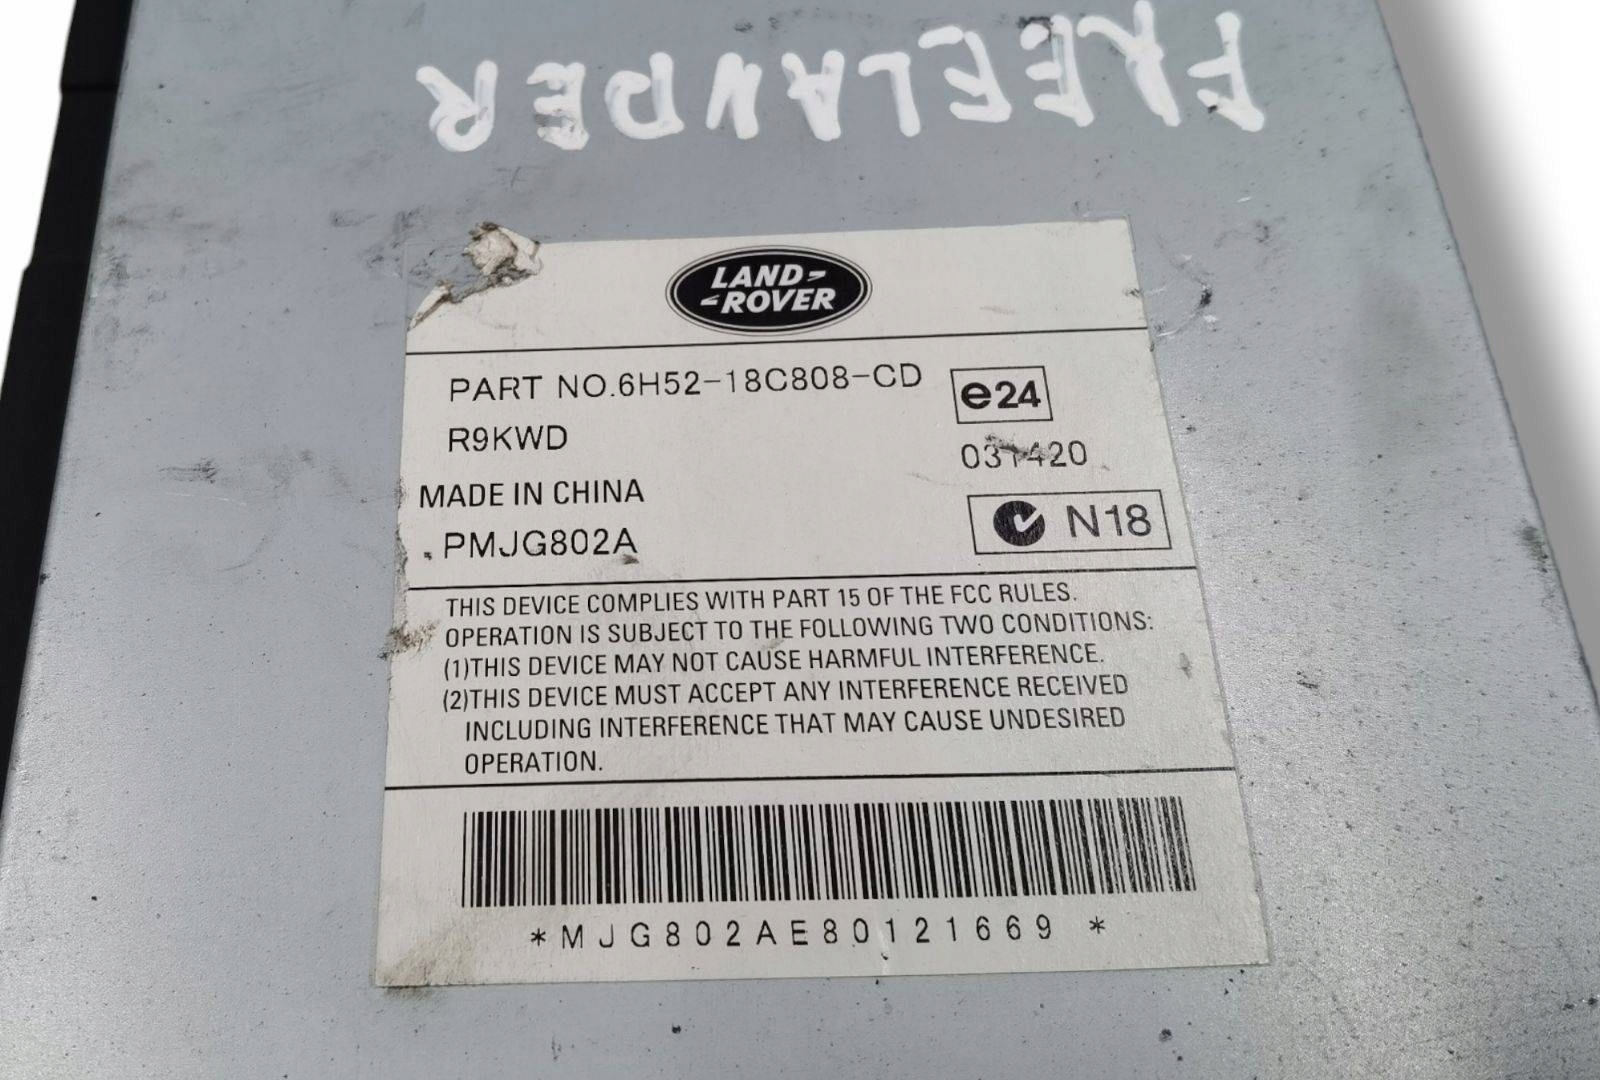 FREELANDER
LAND-
-ROVER
PART NO.6H52-18C808-CD
e24
R9KWD
031420
MADE IN CHINA
N18
PMJG802A
THIS DEVICE COMPLIES WITH PART 15 OF THE FCC RULES.
OPERATION IS SUBJECT TO THE FOLLOWING TWO CONDITIONS:
(1)THIS DEVICE MAY NOT CAUSE HARMFUL INTERFERENCE.
(2)THIS DEVICE MUST ACCEPT ANY INTERFERENCE RECEIVED
INCLUDING INTERFERENCE THAT MAY CAUSE UNDESIRED
OPERATION.
*MJG802AE80121669*